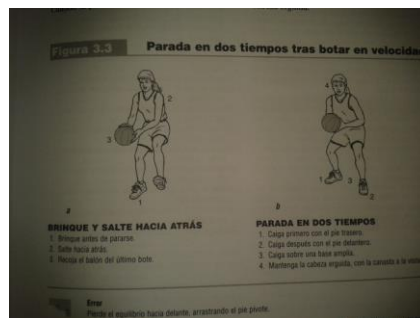 Figura 3.3 Parada en dos tiempos tras botar en velocida
2
3
1
a
4
1
3
2
b
BRINQUE Y SALTE HACIA ATRÁS
1. Brinque antes de pararse.
2. Salte hacia atrás.
3. Recoja el balón del último bote.
PARADA EN DOS TIEMPOS
1. Caiga primero con el pie trasero.
2. Caiga después con el pie delantero.
3. Caiga sobre una base amplia.
4. Mantenga la cabeza erguida, con la canasta a la vista
Error
Pierde el equilibrio hacia delante, arrastrando el pie pivote.